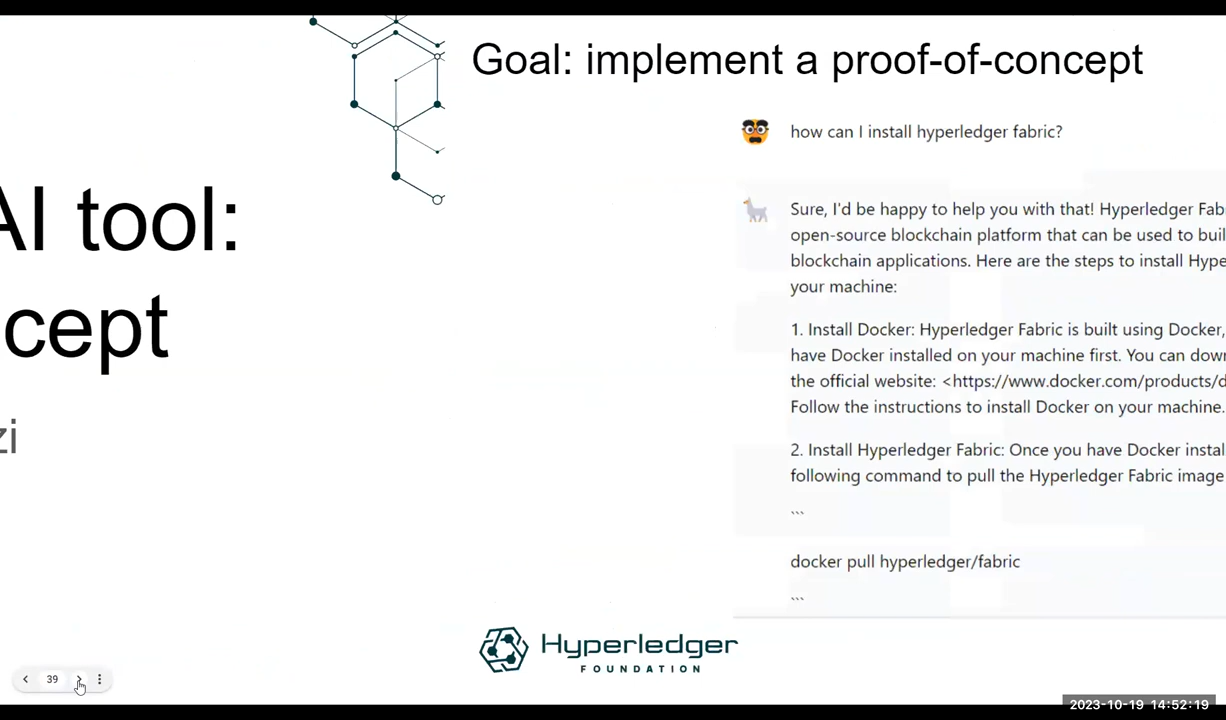 AI tool:
cept
zi
Goal: implement a proof-of-concept
how can I install hyperledger fabric?
Sure, I'd be happy to help you with that! Hyperledger Fab
open-source blockchain platform that can be used to buil
blockchain applications. Here are the steps to install Hype
your machine:
1. Install Docker: Hyperledger Fabric is built using Docker,
have Docker installed on your machine first. You can dow
the official website: <https://www.docker.com/products/d
Follow the instructions to install Docker on your machine.
2. Install Hyperledger Fabric: Once you have Docker instal
following command to pull the Hyperledger Fabric image
```
docker pull hyperledger/fabric
```
Hyperledger
FOUNDATION
39
2023-10-19 14:52:19